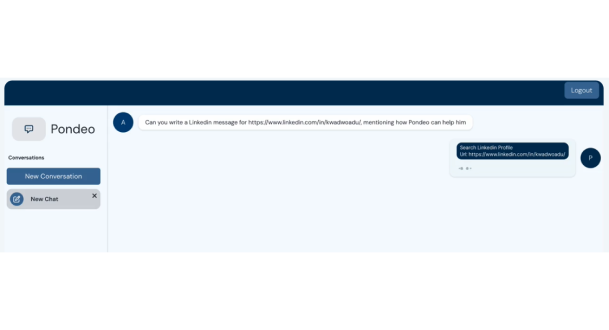 Logout
Pondeo
Conversations
New Conversation
New Chat
A
Can you write a Linkedin message for https://www.linkedin.com/in/kwadwoadu/, mentioning how Pondeo can help him
Search Linkedin Profile
Url: https://www.linkedin.com/in/kwadwoadu/
P